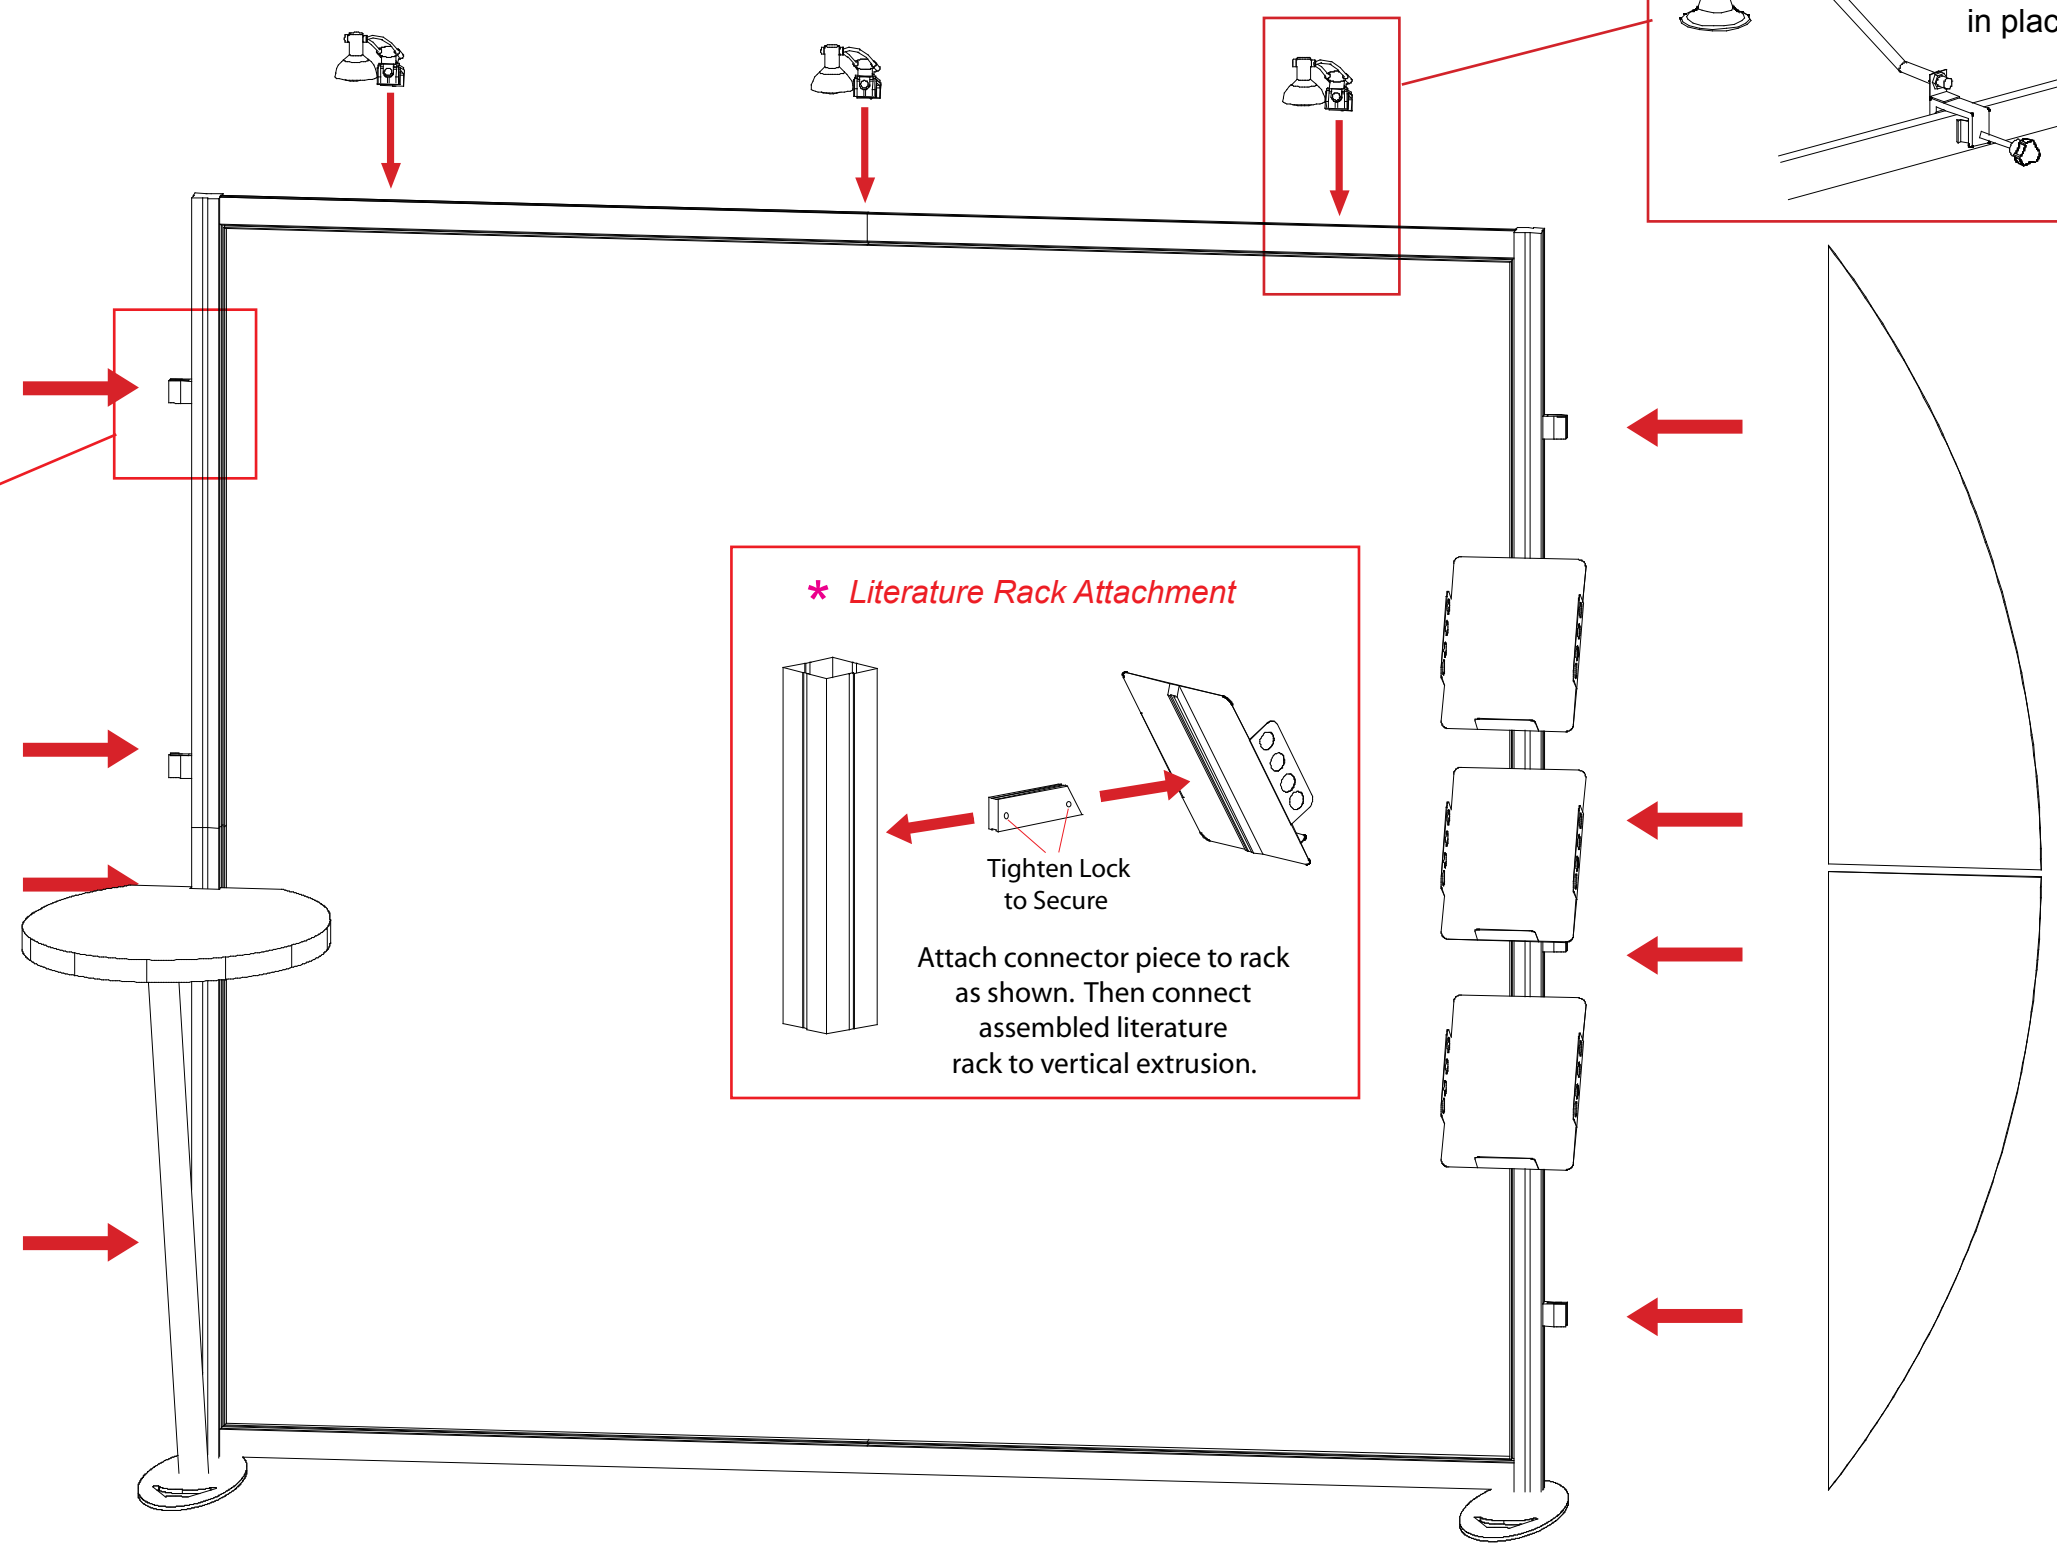 in plac
* Literature Rack Attachment
Tighten Lock
to Secure
Attach connector piece to rack
as shown. Then connect
assembled literature
rack to vertical extrusion.